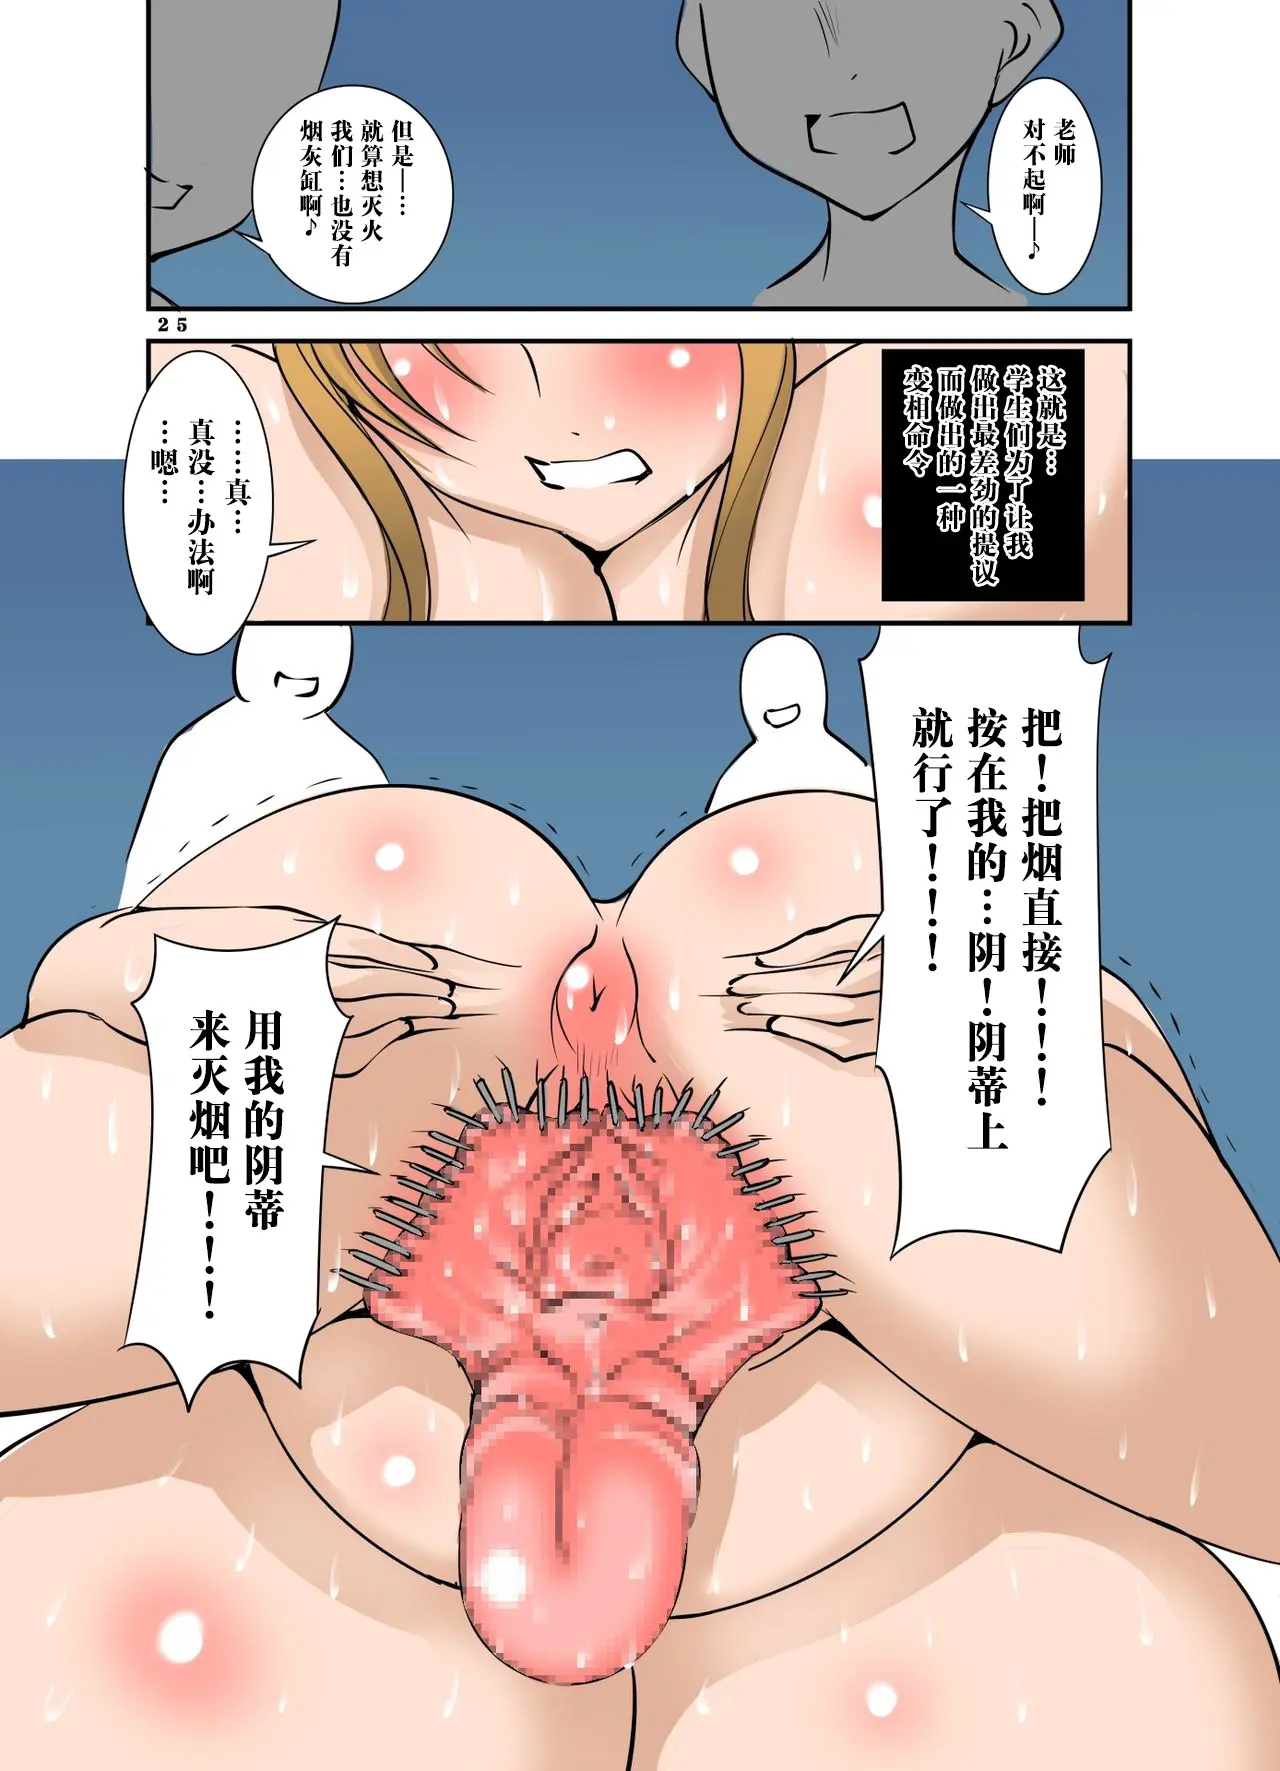 老师
对不起啊—♪
但是—……
就算想灭火
我们…也没有
烟灰缸啊♪
25
这就是…
学生们为了让我
做出最差劲的提议
而做出的一种
变相命令
……真…
真没…办法啊
…嗯…
把！把烟直接！！！
按在我的…阴！阴蒂上
就行了！！！！
用我的阴蒂
来灭烟吧！！！！